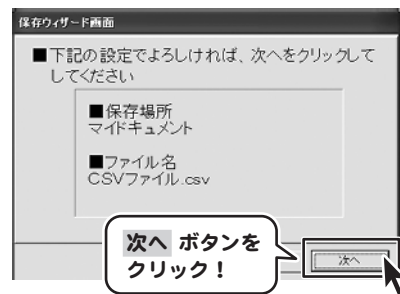 保存ウィザード画面
■下記の設定でよろしければ、次へをクリックして
してください
■保存場所
マイドキュメント
■ファイル名
CSVファイル.csv
次へ ボタンを
クリック！
次へ